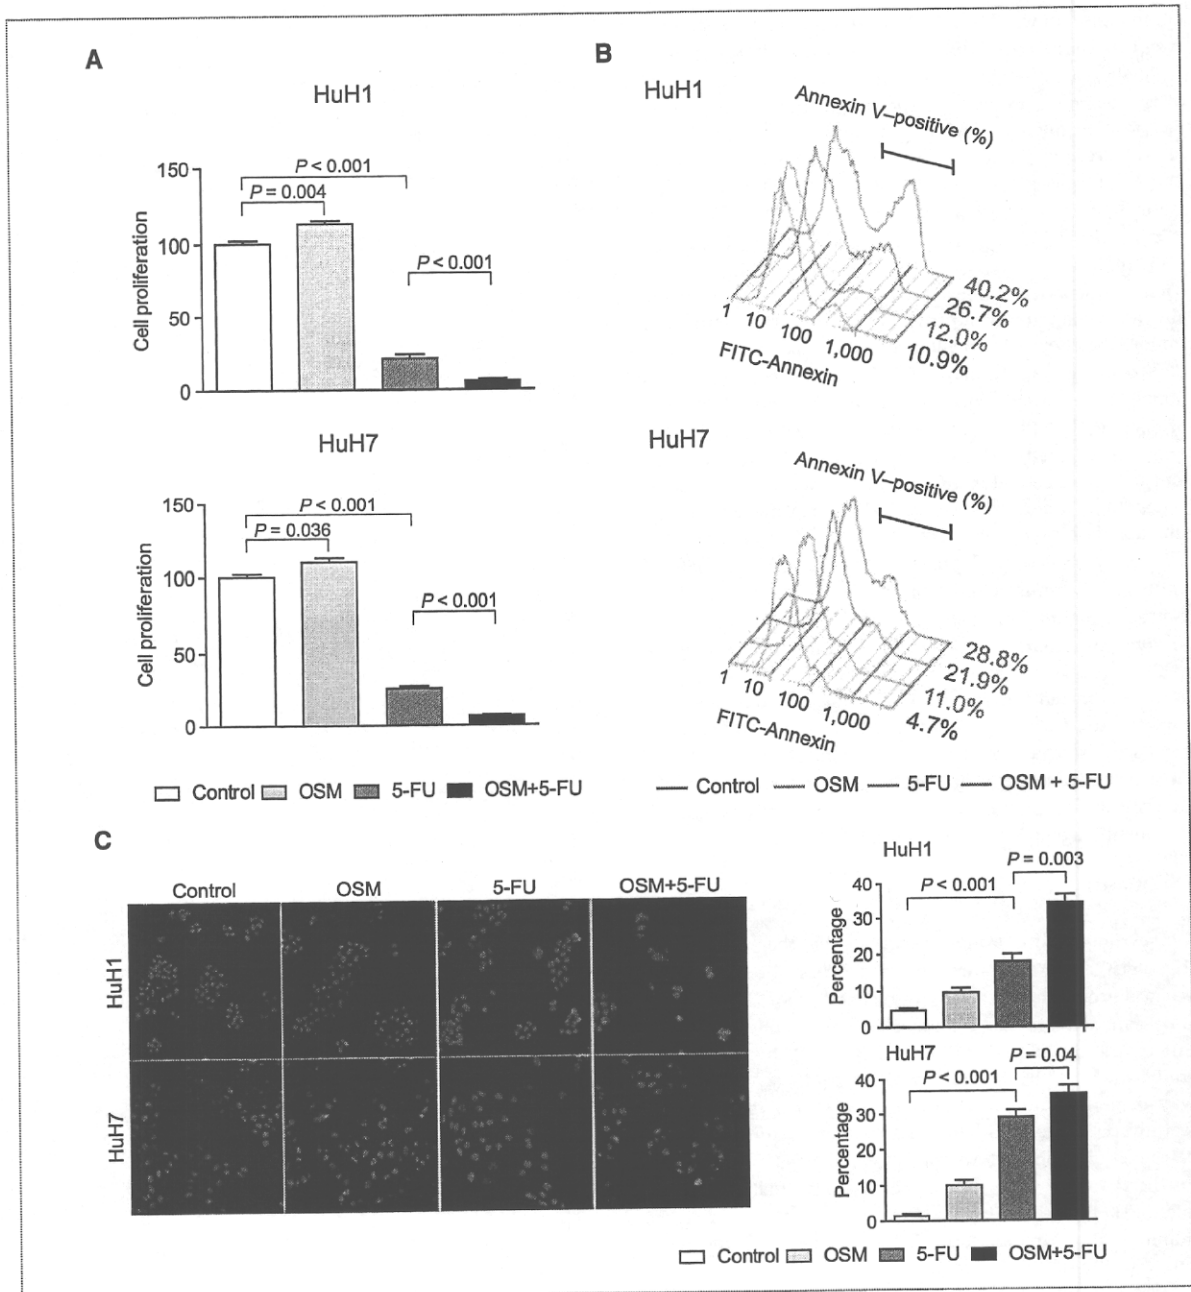 A
HuH1
150
100
50
0
Cell proliferation
P < 0.001
P = 0.004
P < 0.001
HuH7
150
100
50
0
Cell proliferation
P < 0.001
P = 0.036
P < 0.001
Control OSM 5-FU OSM+5-FU
B
HuH1
Annexin V–positive (%)
40.2%
26.7%
12.0%
10.9%
1 10 100 1,000
FITC-Annexin
HuH7
Annexin V–positive (%)
28.8%
21.9%
11.0%
4.7%
1 10 100 1,000
FITC-Annexin
Control OSM 5-FU OSM + 5-FU
C
Control OSM 5-FU OSM+5-FU
HuH1
HuH7
HuH1
P = 0.003
P < 0.001
40
30
20
10
0
Percentage
HuH7
P = 0.04
P < 0.001
40
30
20
10
0
Percentage
Control OSM 5-FU OSM+5-FU